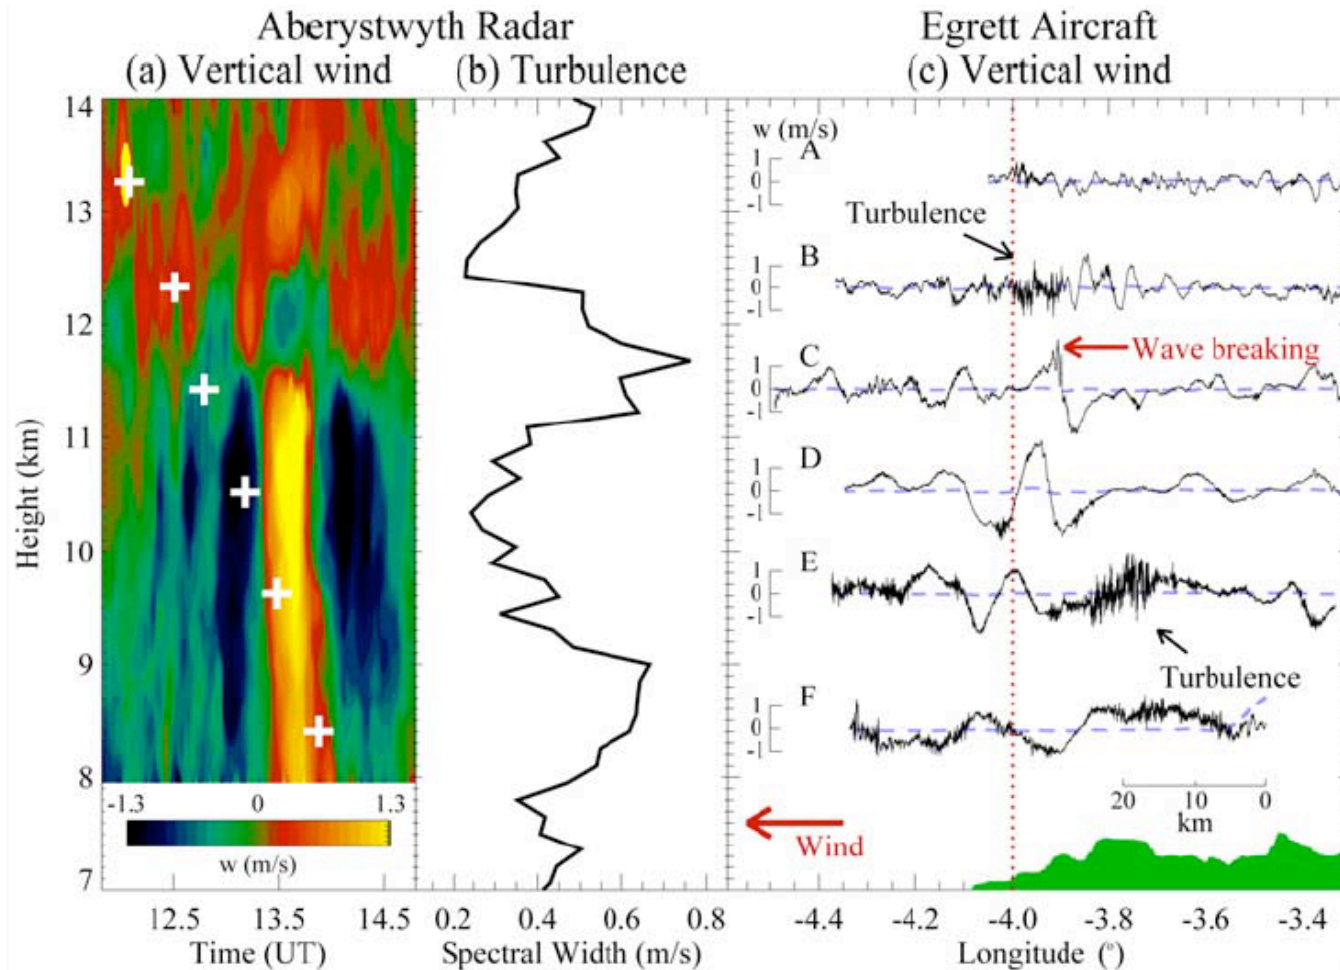 Aberystwyth Radar
Egrett Aircraft
(a) Vertical wind
(b) Turbulence
(c) Vertical wind
14
13
12
11
10
9
8
7
Height (km)
-1.3 0 1.3
w (m/s)
12.5 13.5 14.5
Time (UT)
0.2 0.4 0.6 0.8
Spectral Width (m/s)
w (m/s)
A
1
0
-1
Turbulence
B
1
0
-1
C
1
0
-1
Wave breaking
D
1
0
-1
E
1
0
-1
Turbulence
F
1
0
-1
20 10 0
km
Wind
-4.4 -4.2 -4.0 -3.8 -3.6 -3.4
Longitude (°)